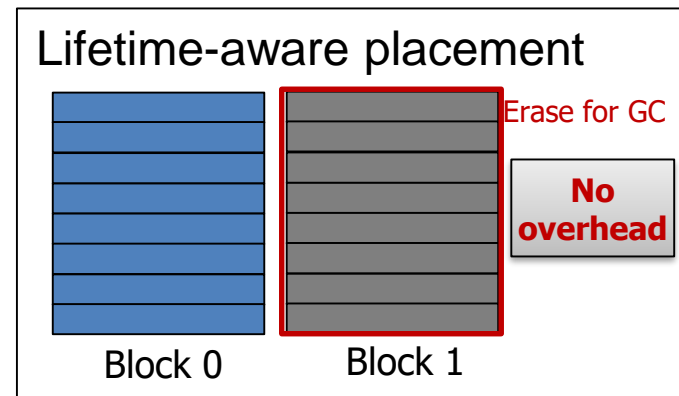 Lifetime-aware placement
Erase for GC
No
overhead
Block 0
Block 1